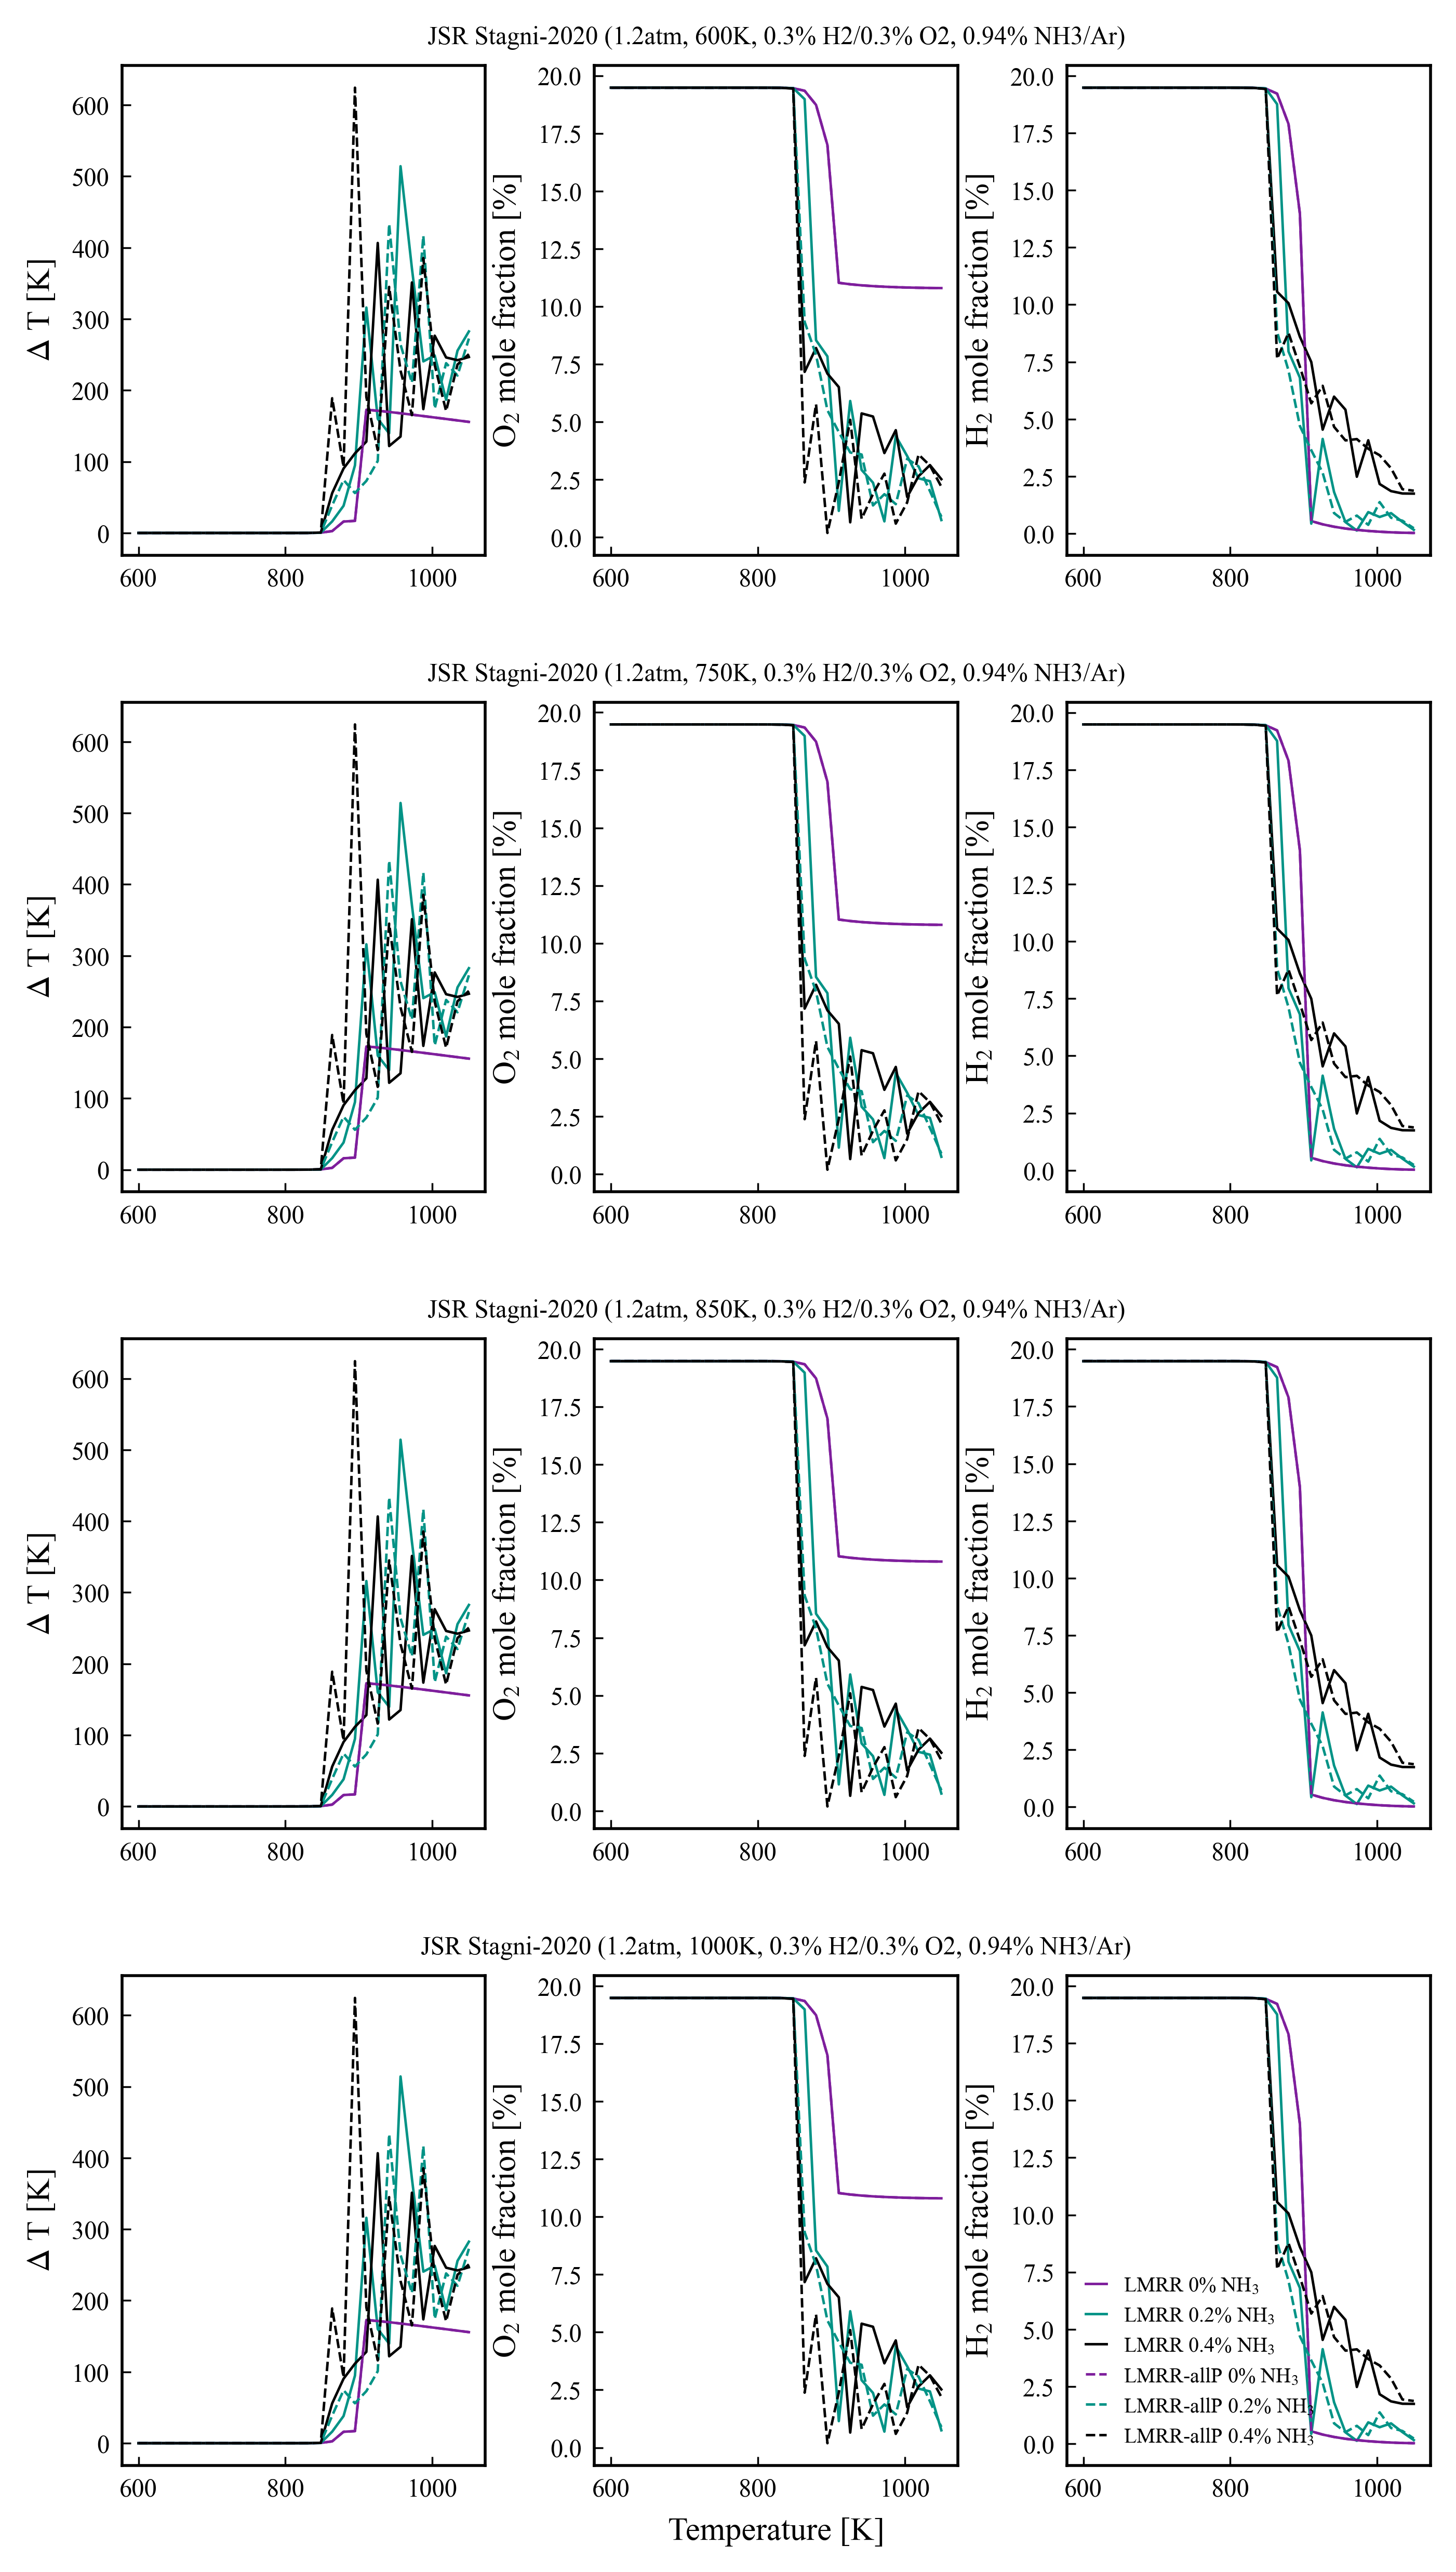 JSR Stagni-2020 (1.2atm, 600K, 0.3% H2/0.3% O2, 0.94% NH3/Ar)
Δ T [K]
600
500
400
300
200
100
0
600 800 1000
O₂ mole fraction [%]
20.0
17.5
15.0
12.5
10.0
7.5
5.0
2.5
0.0
600 800 1000
H₂ mole fraction [%]
20.0
17.5
15.0
12.5
10.0
7.5
5.0
2.5
0.0
600 800 1000
JSR Stagni-2020 (1.2atm, 750K, 0.3% H2/0.3% O2, 0.94% NH3/Ar)
Δ T [K]
600
500
400
300
200
100
0
600 800 1000
O₂ mole fraction [%]
20.0
17.5
15.0
12.5
10.0
7.5
5.0
2.5
0.0
600 800 1000
H₂ mole fraction [%]
20.0
17.5
15.0
12.5
10.0
7.5
5.0
2.5
0.0
600 800 1000
JSR Stagni-2020 (1.2atm, 850K, 0.3% H2/0.3% O2, 0.94% NH3/Ar)
Δ T [K]
600
500
400
300
200
100
0
600 800 1000
O₂ mole fraction [%]
20.0
17.5
15.0
12.5
10.0
7.5
5.0
2.5
0.0
600 800 1000
H₂ mole fraction [%]
20.0
17.5
15.0
12.5
10.0
7.5
5.0
2.5
0.0
600 800 1000
JSR Stagni-2020 (1.2atm, 1000K, 0.3% H2/0.3% O2, 0.94% NH3/Ar)
Δ T [K]
600
500
400
300
200
100
0
600 800 1000
O₂ mole fraction [%]
20.0
17.5
15.0
12.5
10.0
7.5
5.0
2.5
0.0
600 800 1000
H₂ mole fraction [%]
20.0
17.5
15.0
12.5
10.0
7.5
5.0
2.5
0.0
LMRR 0% NH₃
LMRR 0.2% NH₃
LMRR 0.4% NH₃
LMRR-allP 0% NH₃
LMRR-allP 0.2% NH₃
LMRR-allP 0.4% NH₃
600 800 1000
Temperature [K]